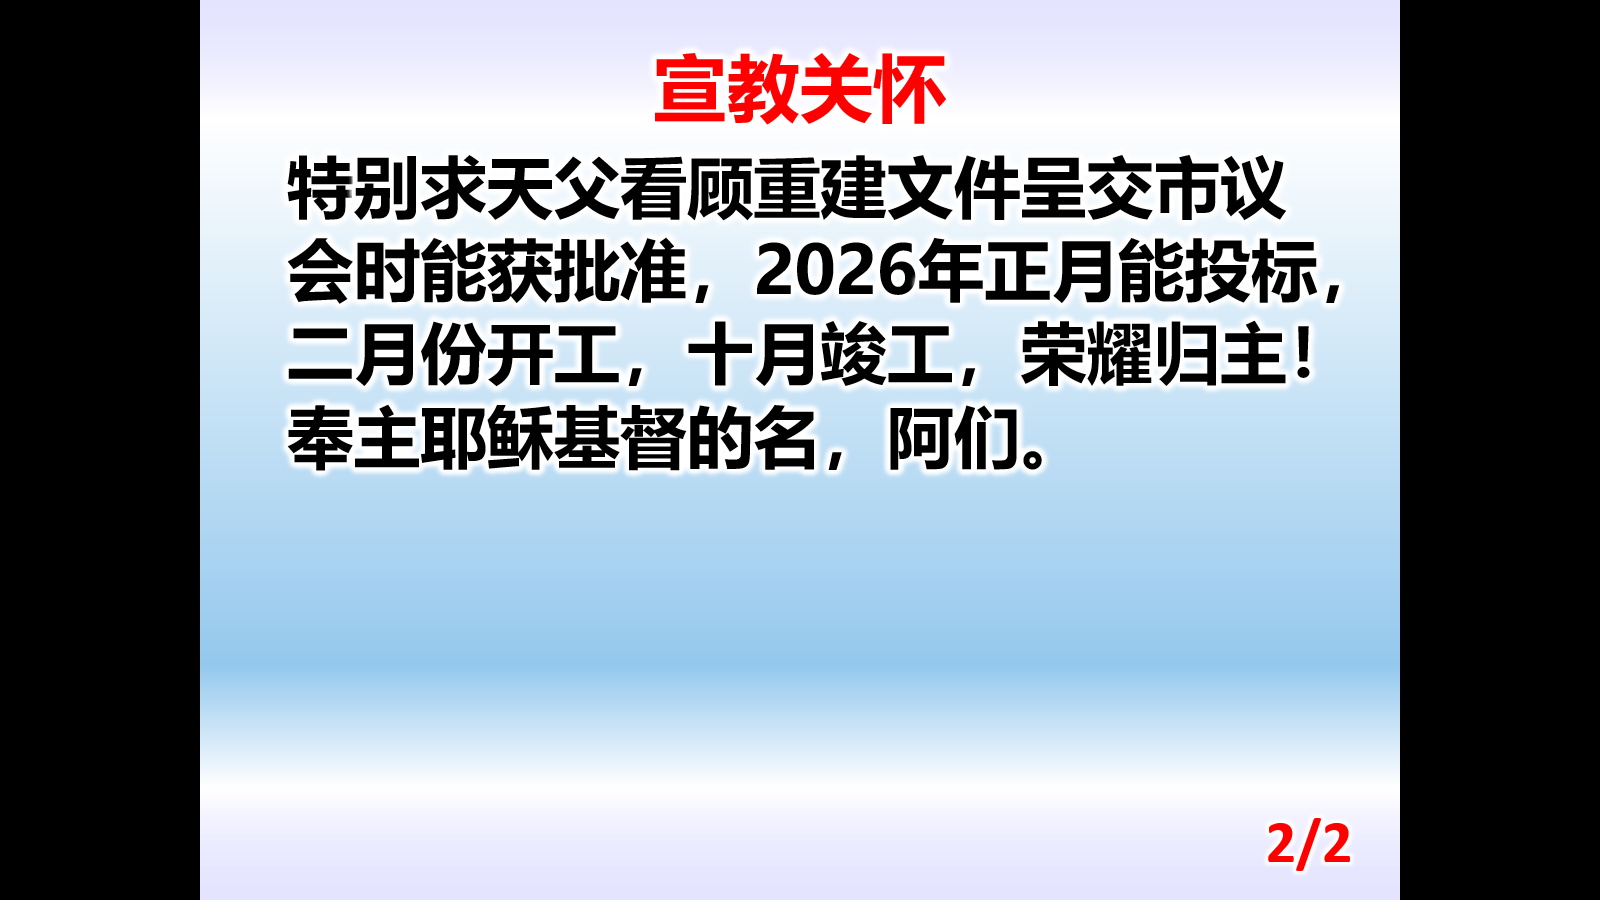 宣教关怀
特别求天父看顾重建文件呈交市议
会时能获批准，2026年正月能投标，
二月份开工，十月竣工，荣耀归主！
奉主耶稣基督的名，阿们。
2/2